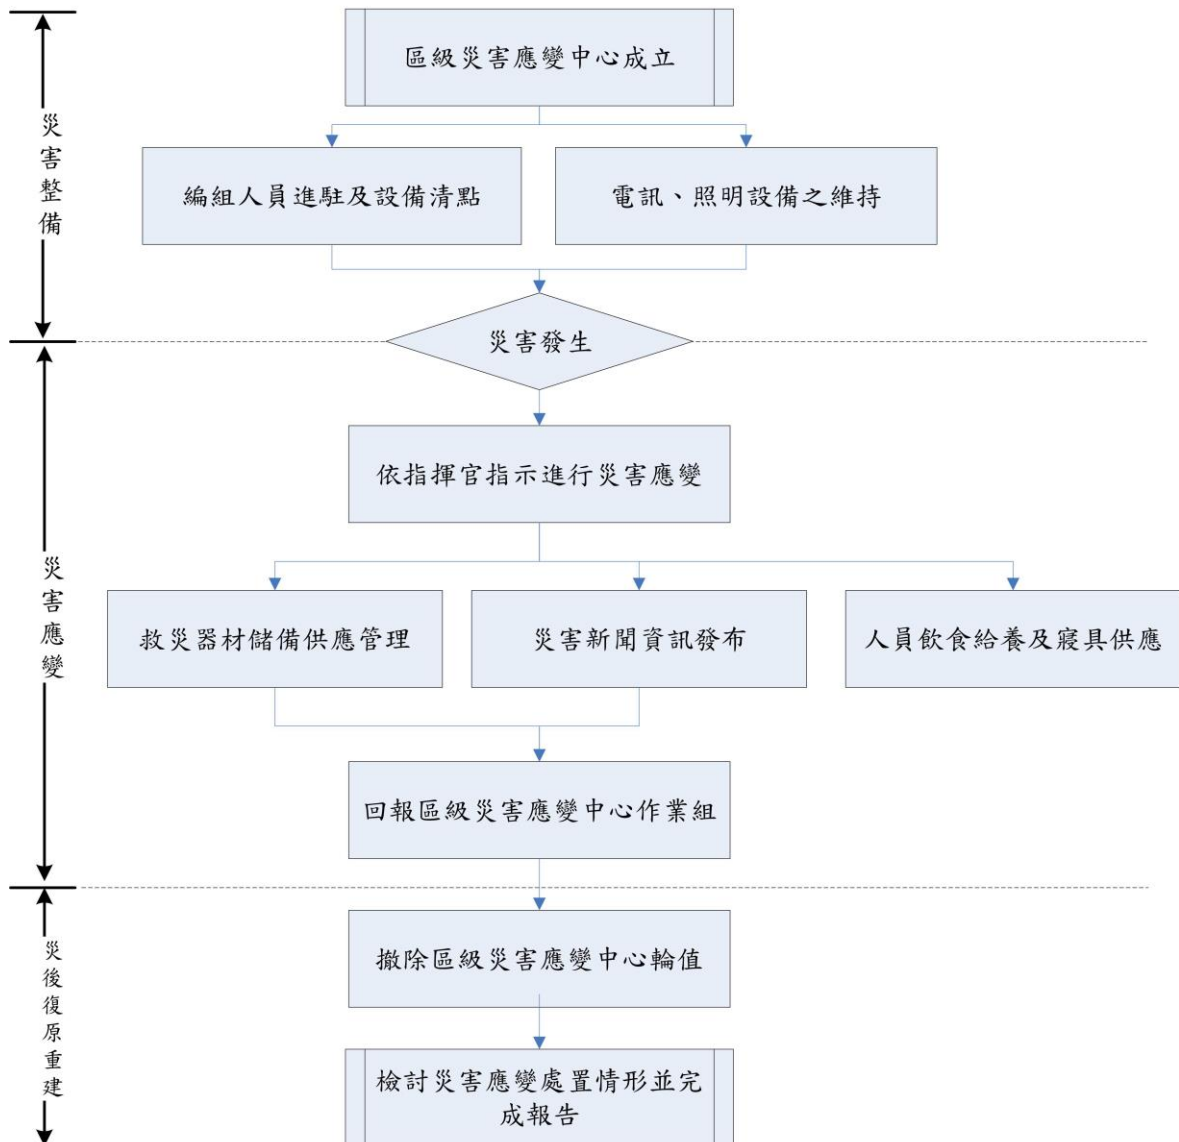 區級災害應變中心成立
災害整備
編組人員進駐及設備清點
電訊、照明設備之維持
災害發生
災害應變
依指揮官指示進行災害應變
救災器材儲備供應管理
災害新聞資訊發布
人員飲食給養及寢具供應
回報區級災害應變中心作業組
災後復原重建
撤除區級災害應變中心輪值
檢討災害應變處置情形並完
成報告